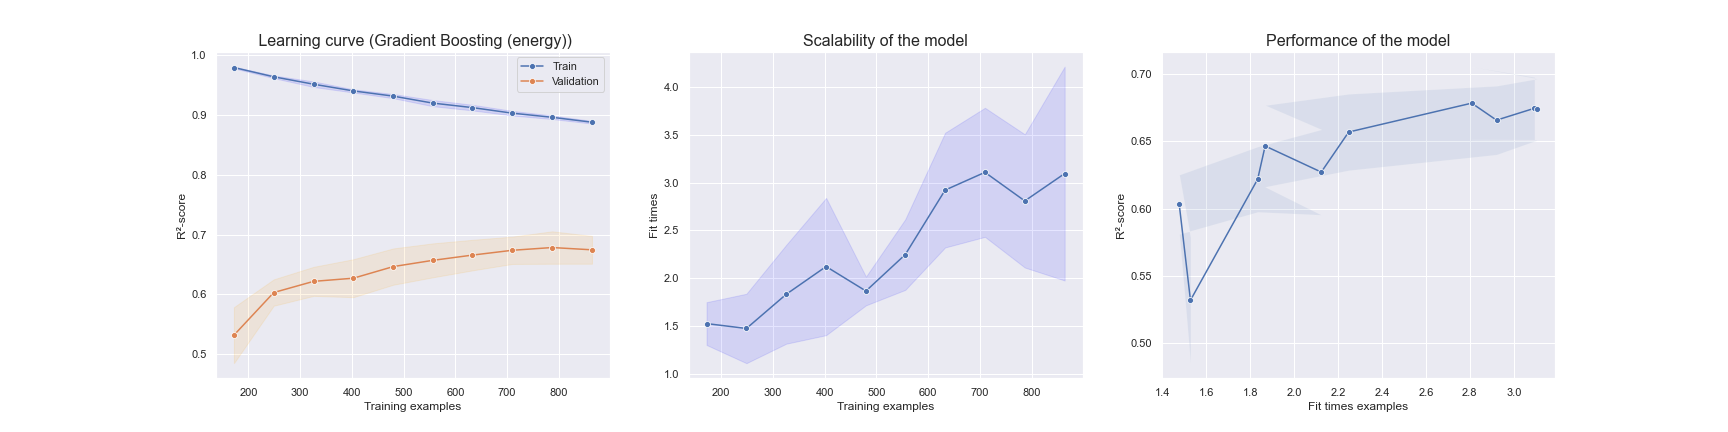 Learning curve (Gradient Boosting (energy))
1.0
0.9
0.8
0.7
0.6
0.5
R²-score
Train
Validation
200 300 400 500 600 700 800
Training examples
Scalability of the model
4.0
3.5
3.0
2.5
2.0
1.5
1.0
Fit times
200 300 400 500 600 700 800
Training examples
Performance of the model
0.70
0.65
0.60
0.55
0.50
R²-score
1.4 1.6 1.8 2.0 2.2 2.4 2.6 2.8 3.0
Fit times examples